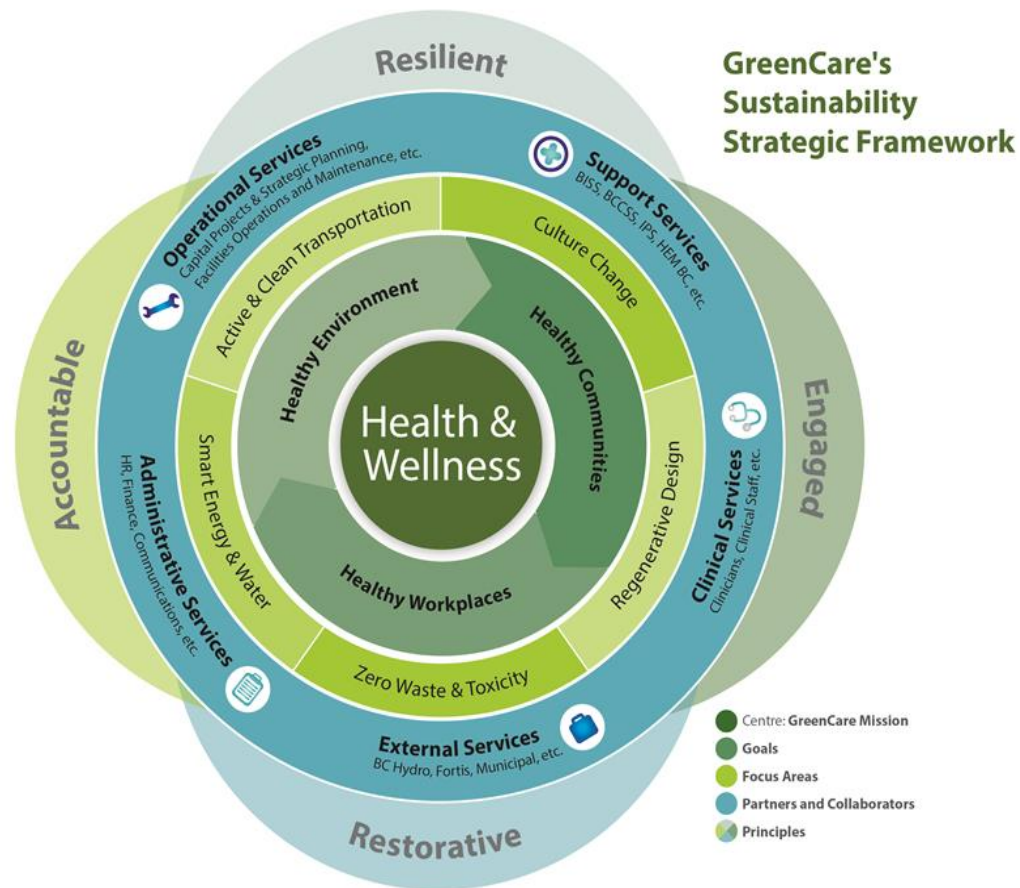 GreenCare's
Sustainability
Strategic Framework
Resilient
Engaged
Restorative
Accountable
Operational Services
Capital Projects & Strategic Planning,
Facilities Operations and Maintenance, etc.
Support Services
BISS, BCCSS, IPS, HEM BC, etc.
Clinical Services
Clinicians, Clinical Staff, etc.
External Services
BC Hydro, Fortis, Municipal, etc.
Administrative Services
HR, Finance, Communications, etc.
Active & Clean Transportation
Culture Change
Regenerative Design
Zero Waste & Toxicity
Smart Energy & Water
Healthy Environment
Healthy Communities
Healthy Workplaces
Health &
Wellness
Centre: GreenCare Mission
Goals
Focus Areas
Partners and Collaborators
Principles